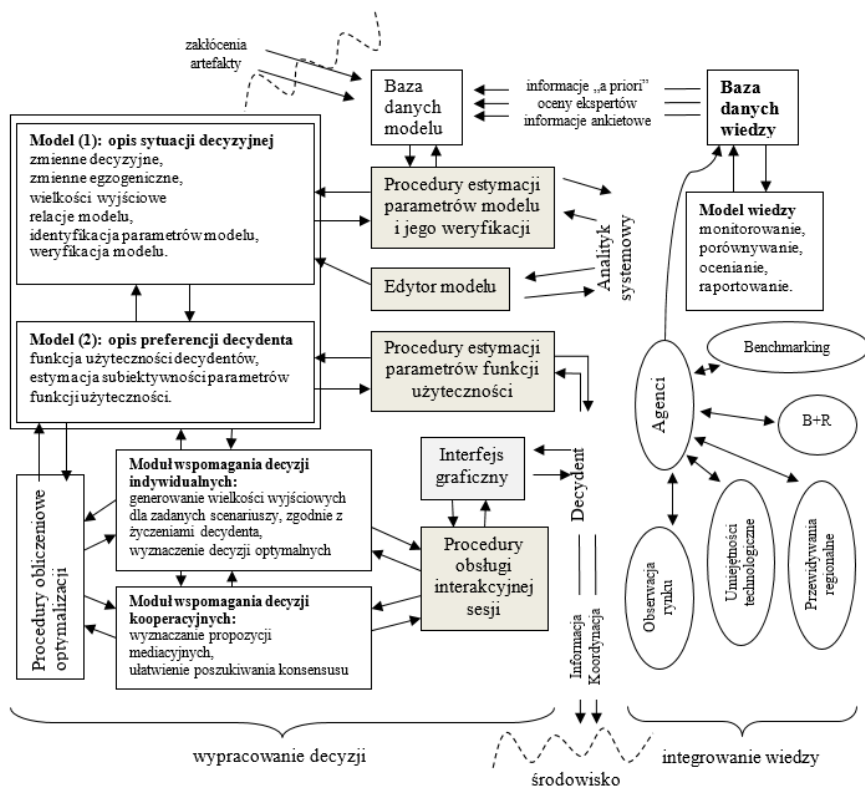 zakłócenia
artefakty
Baza
danych
modelu
informacje „a priori”
oceny ekspertów
informacje ankietowe
Baza
danych
wiedzy
Model (1): opis sytuacji decyzyjnej
zmienne decyzyjne,
zmienne egzogeniczne,
wielkości wyjściowe
relacje modelu,
identyfikacja parametrów modelu,
weryfikacja modelu.
Procedury estymacji
parametrów modelu
i jego weryfikacji
Analityk
systemowy
Model wiedzy
monitorowanie,
porównywanie,
ocenianie,
raportowanie.
Edytor modelu
Model (2): opis preferencji decydenta
funkcja użyteczności decydentów,
estymacja subiektywności parametrów
funkcji użyteczności.
Procedury estymacji
parametrów funkcji
użyteczności
Agenci
Benchmarking
B+R
Umiejętności
technologiczne
Przewidywania
regionalne
Obserwacja
rynku
Procedury obliczeniowe
optymalizacji
Moduł wspomagania decyzji
indywidualnych:
generowanie wielkości wyjściowych
dla zadanych scenariuszy, zgodnie z
życzeniami decydenta,
wyznaczenie decyzji optymalnych
Interfejs
graficzny
Decydent
Procedury
obsługi
interakcyjnej
sesji
Moduł wspomagania decyzji
kooperacyjnych:
wyznaczanie propozycji
mediacyjnych,
ułatwienie poszukiwania konsensusu
Informacja
Koordynacja
wypracowanie decyzji
środowisko
integrowanie wiedzy